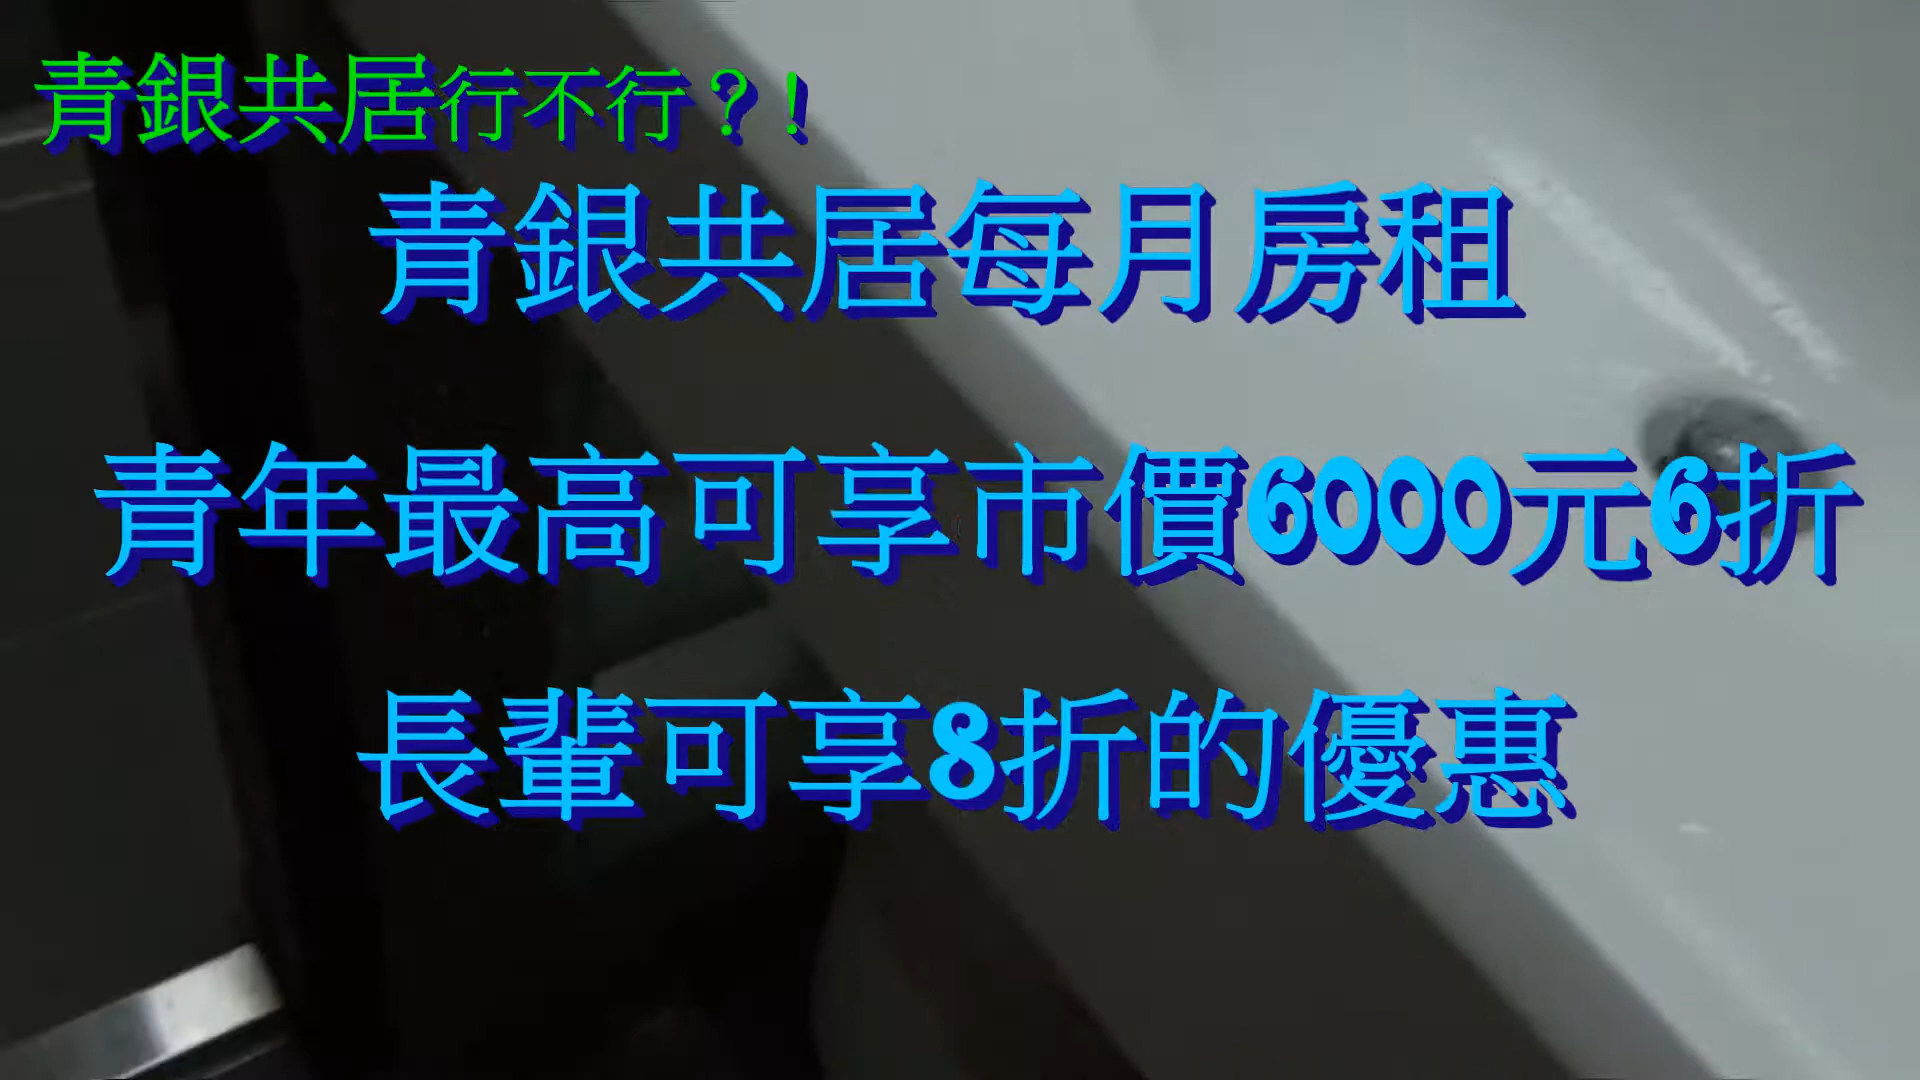 青銀共居行不行？！
青銀共居每月房租
青年最高可享市價6000元6折
長輩可享8折的優惠